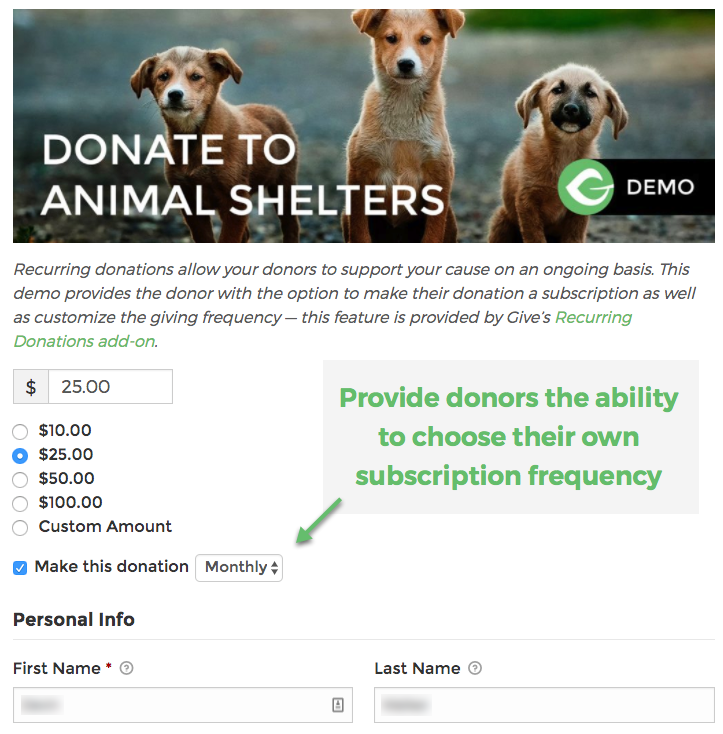 DONATE TO
ANIMAL SHELTERS
DEMO
Recurring donations allow your donors to support your cause on an ongoing basis. This
demo provides the donor with the option to make their donation a subscription as well
as customize the giving frequency — this feature is provided by Give's Recurring
Donations add-on.
$ 25.00
Provide donors the ability
to choose their own
subscription frequency
$10.00
$25.00
$50.00
$100.00
Custom Amount
Make this donation Monthly
Personal Info
First Name * ?
Last Name ?